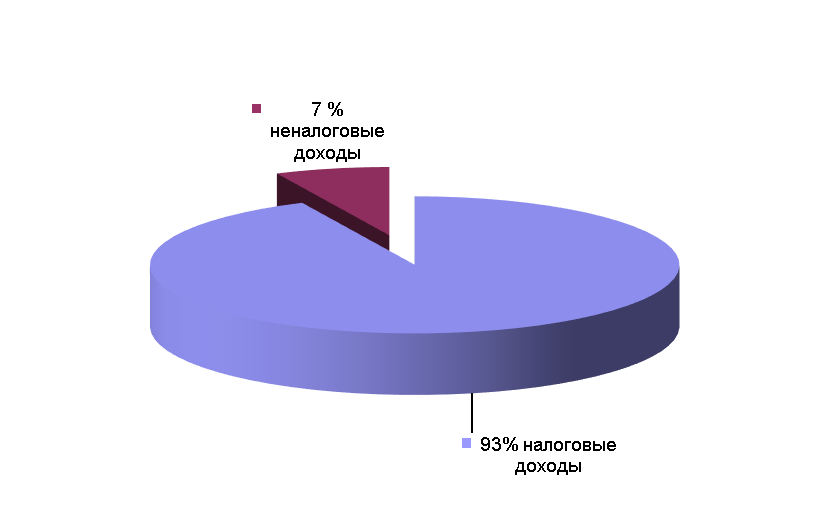 7 %
неналоговые
доходы
93% налоговые
доходы